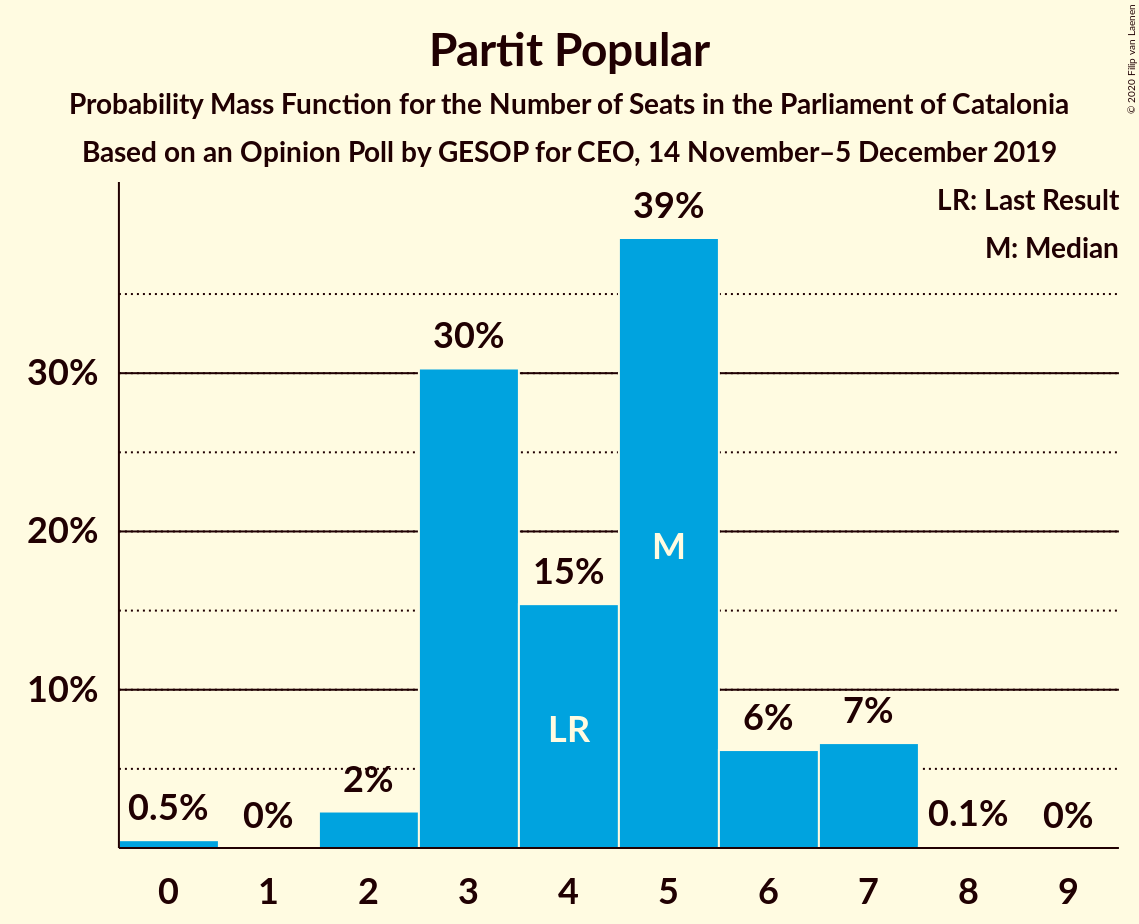 © 2020 Filip van Laenen
Partit Popular
Probability Mass Function for the Number of Seats in the Parliament of Catalonia
Based on an Opinion Poll by GESOP for CEO, 14 November–5 December 2019
LR: Last Result
M: Median
39%
30%
30%
20%
M
15%
10%
LR
6%
7%
2%
0.5%
0%
0.1%
0%
0 1 2 3 4 5 6 7 8 9